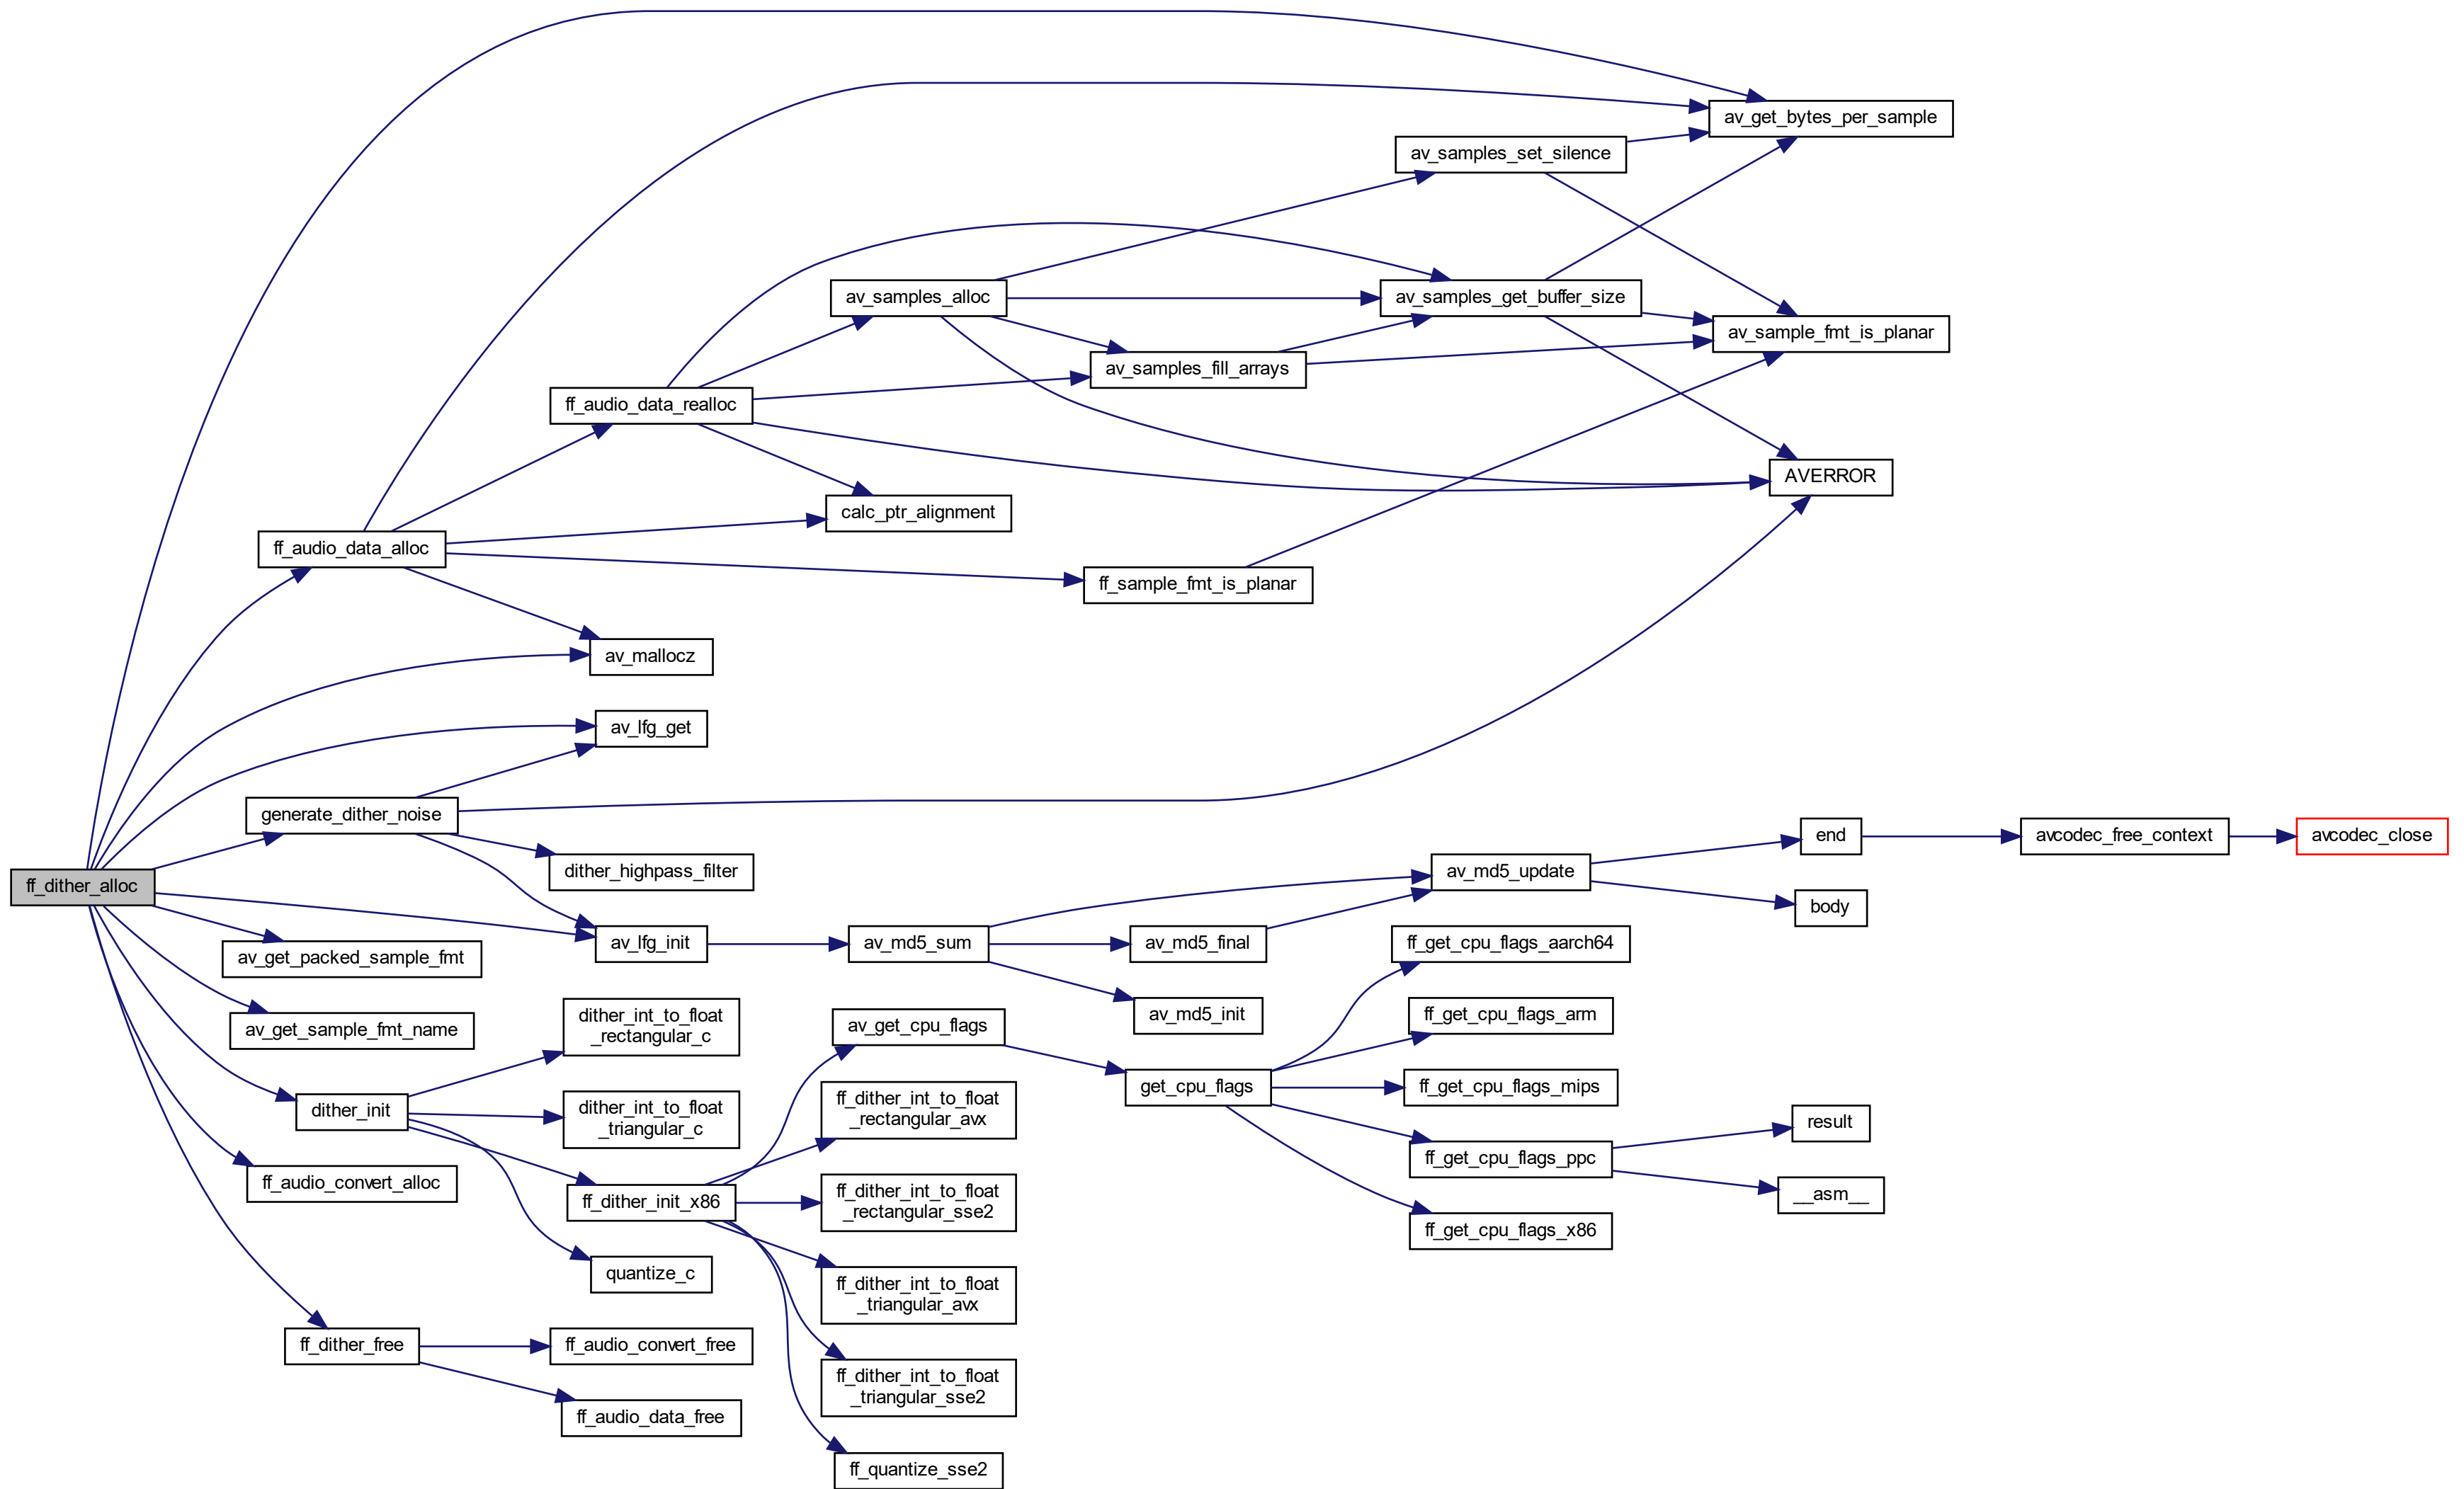 av_get_bytes_per_sample
av_samples_set_silence
av_samples_alloc
av_samples_get_buffer_size
av_sample_fmt_is_planar
av_samples_fill_arrays
ff_audio_data_realloc
AVERROR
calc_ptr_alignment
ff_audio_data_alloc
ff_sample_fmt_is_planar
av_mallocz
av_lfg_get
generate_dither_noise
end
avcodec_free_context
avcodec_close
dither_highpass_filter
av_md5_update
ff_dither_alloc
body
av_lfg_init
av_md5_sum
av_md5_final
ff_get_cpu_flags_aarch64
av_get_packed_sample_fmt
av_md5_init
ff_get_cpu_flags_arm
av_get_sample_fmt_name
dither_int_to_float
_rectangular_c
av_get_cpu_flags
get_cpu_flags
ff_get_cpu_flags_mips
dither_init
dither_int_to_float
_triangular_c
ff_dither_int_to_float
_rectangular_avx
result
ff_get_cpu_flags_ppc
ff_audio_convert_alloc
ff_dither_init_x86
ff_dither_int_to_float
_rectangular_sse2
__asm__
ff_get_cpu_flags_x86
quantize_c
ff_dither_int_to_float
_triangular_avx
ff_dither_free
ff_audio_convert_free
ff_dither_int_to_float
_triangular_sse2
ff_audio_data_free
ff_quantize_sse2